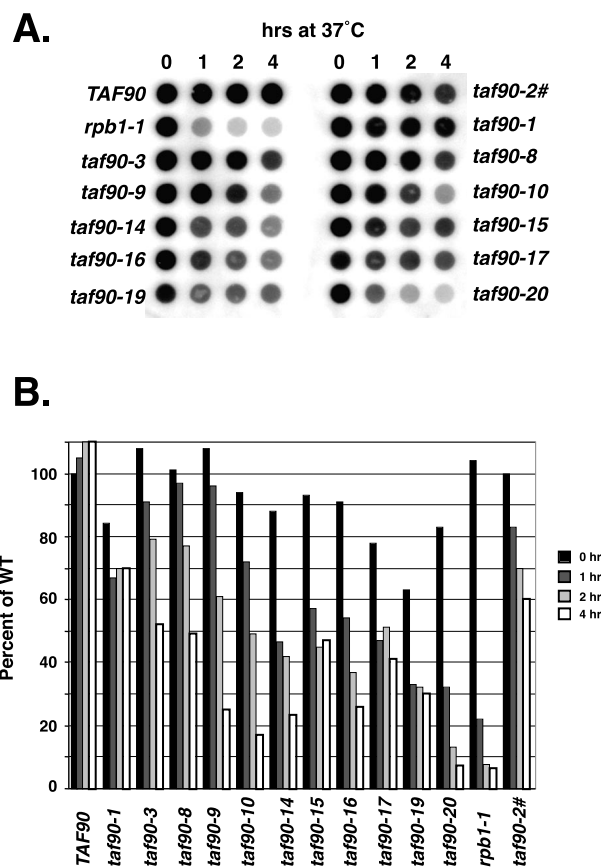 A.
hrs at 37°C
0 1 2 4 0 1 2 4
TAF90 taf90-2#
rpb1-1 taf90-1
taf90-3 taf90-8
taf90-9 taf90-10
taf90-14 taf90-15
taf90-16 taf90-17
taf90-19 taf90-20
B.
Percent of WT
100
80
60
40
20
0
0 hr
1 hr
2 hr
4 hr
TAF90
taf90-1
taf90-3
taf90-8
taf90-9
taf90-10
taf90-14
taf90-15
taf90-16
taf90-17
taf90-19
taf90-20
rpb1-1
taf90-2#